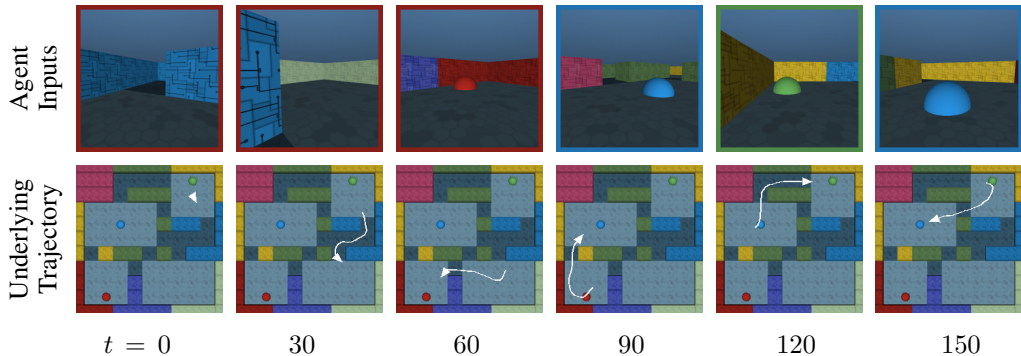 Agent
Inputs
Underlying
Trajectory
t = 0 30 60 90 120 150